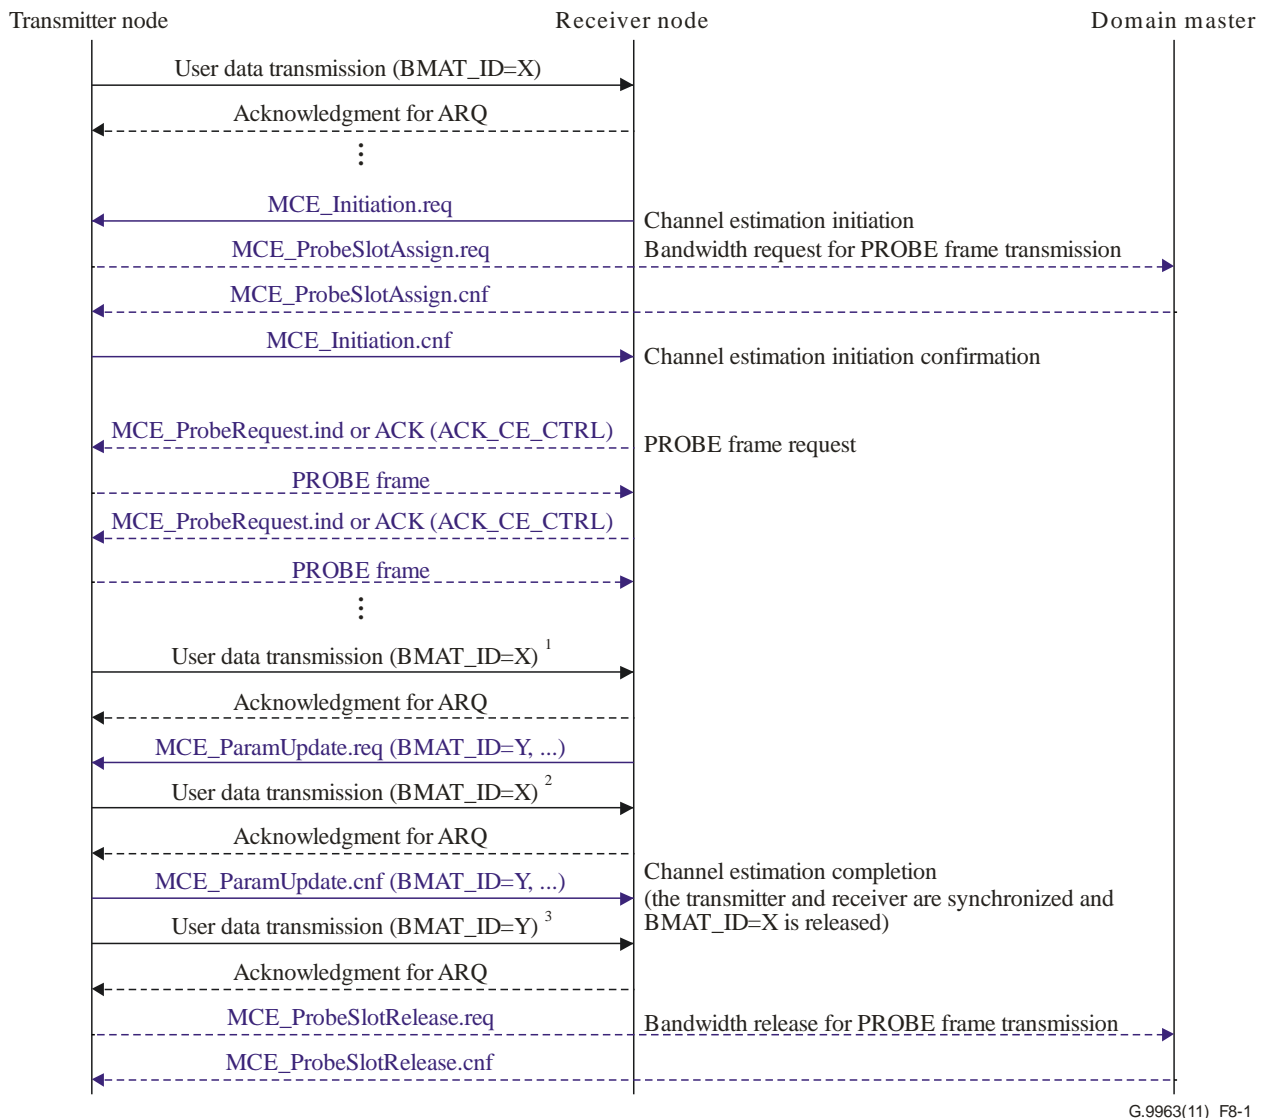 Transmitter node
Receiver node
Domain master
User data transmission (BMAT_ID=X)
Acknowledgment for ARQ
MCE_Initiation.req
Channel estimation initiation
MCE_ProbeSlotAssign.req
Bandwidth request for PROBE frame transmission
MCE_ProbeSlotAssign.cnf
MCE_Initiation.cnf
Channel estimation initiation confirmation
MCE_ProbeRequest.ind or ACK (ACK_CE_CTRL)
PROBE frame request
PROBE frame
MCE_ProbeRequest.ind or ACK (ACK_CE_CTRL)
PROBE frame
User data transmission (BMAT_ID=X) 1
Acknowledgment for ARQ
MCE_ParamUpdate.req (BMAT_ID=Y, ...)
User data transmission (BMAT_ID=X) 2
Acknowledgment for ARQ
MCE_ParamUpdate.cnf (BMAT_ID=Y, ...)
Channel estimation completion
(the transmitter and receiver are synchronized and
BMAT_ID=X is released)
User data transmission (BMAT_ID=Y) 3
Acknowledgment for ARQ
MCE_ProbeSlotRelease.req
Bandwidth release for PROBE frame transmission
MCE_ProbeSlotRelease.cnf
G.9963(11)_F8-1